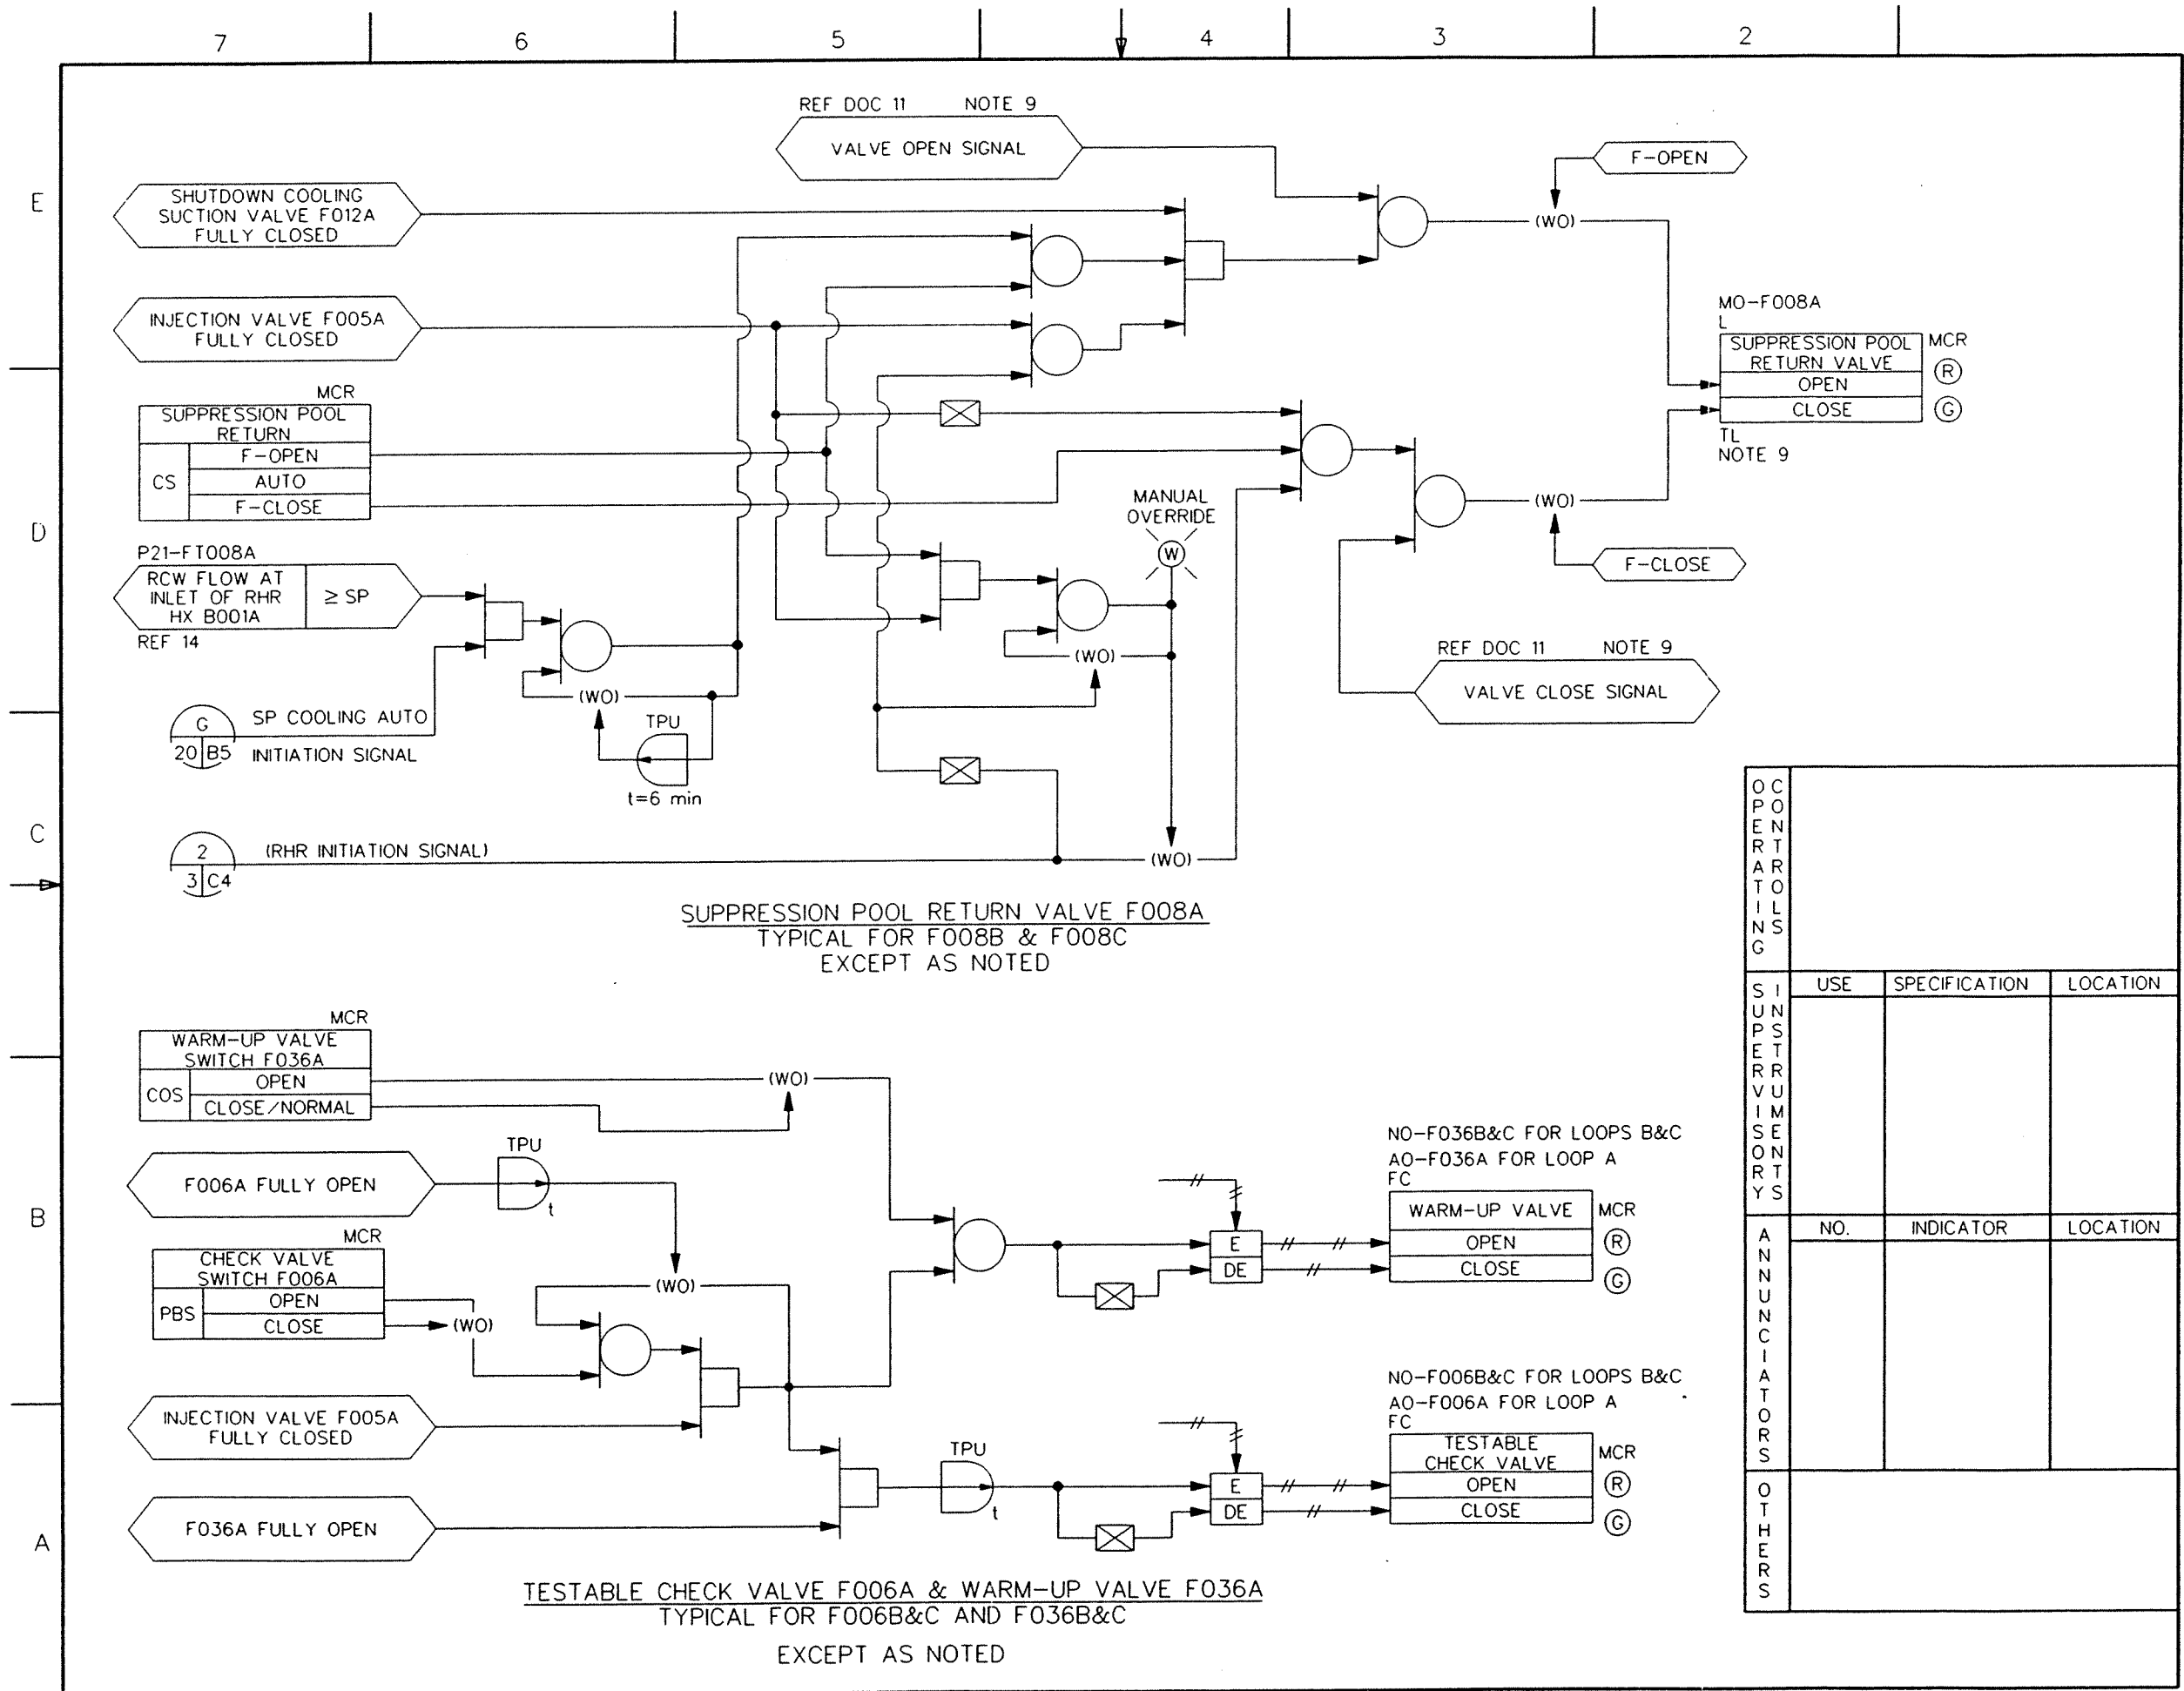 7 6 5 4 3 2
E
D
C
B
A
REF DOC 11 NOTE 9
VALVE OPEN SIGNAL
F-OPEN
SHUTDOWN COOLING
SUCTION VALVE F012A
FULLY CLOSED
(WO)
INJECTION VALVE F005A
FULLY CLOSED
MO-F008A
L
SUPPRESSION POOL
RETURN VALVE
OPEN
CLOSE
MCR
R
G
TL
NOTE 9
MCR
SUPPRESSION POOL
RETURN
CS
F-OPEN
AUTO
F-CLOSE
MANUAL
OVERRIDE
W
(WO)
F-CLOSE
P21-FT008A
RCW FLOW AT
INLET OF RHR
HX B001A
≥ SP
REF 14
(WO)
(WO)
REF DOC 11 NOTE 9
VALVE CLOSE SIGNAL
G
20 B5
SP COOLING AUTO
INITIATION SIGNAL
TPU
t=6 min
2
3 C4
(RHR INITIATION SIGNAL)
(WO)
SUPPRESSION POOL RETURN VALVE F008A
TYPICAL FOR F008B & F008C
EXCEPT AS NOTED
MCR
WARM-UP VALVE
SWITCH F036A
COS
OPEN
CLOSE/NORMAL
(WO)
TPU
t
F006A FULLY OPEN
MCR
CHECK VALVE
SWITCH F006A
PBS
OPEN
CLOSE
(WO)
(WO)
INJECTION VALVE F005A
FULLY CLOSED
F036A FULLY OPEN
TPU
t
NO-F036B&C FOR LOOPS B&C
AO-F036A FOR LOOP A
FC
WARM-UP VALVE
OPEN
CLOSE
MCR
R
G
E
DE
NO-F006B&C FOR LOOPS B&C
AO-F006A FOR LOOP A
FC
TESTABLE
CHECK VALVE
OPEN
CLOSE
MCR
R
G
E
DE
TESTABLE CHECK VALVE F006A & WARM-UP VALVE F036A
TYPICAL FOR F006B&C AND F036B&C
EXCEPT AS NOTED
OPERATING
CONTROLS
SUPERVISORY
INSTRUMENTS
USE SPECIFICATION LOCATION
ANNUNCIATORS
NO. INDICATOR LOCATION
OTHERS